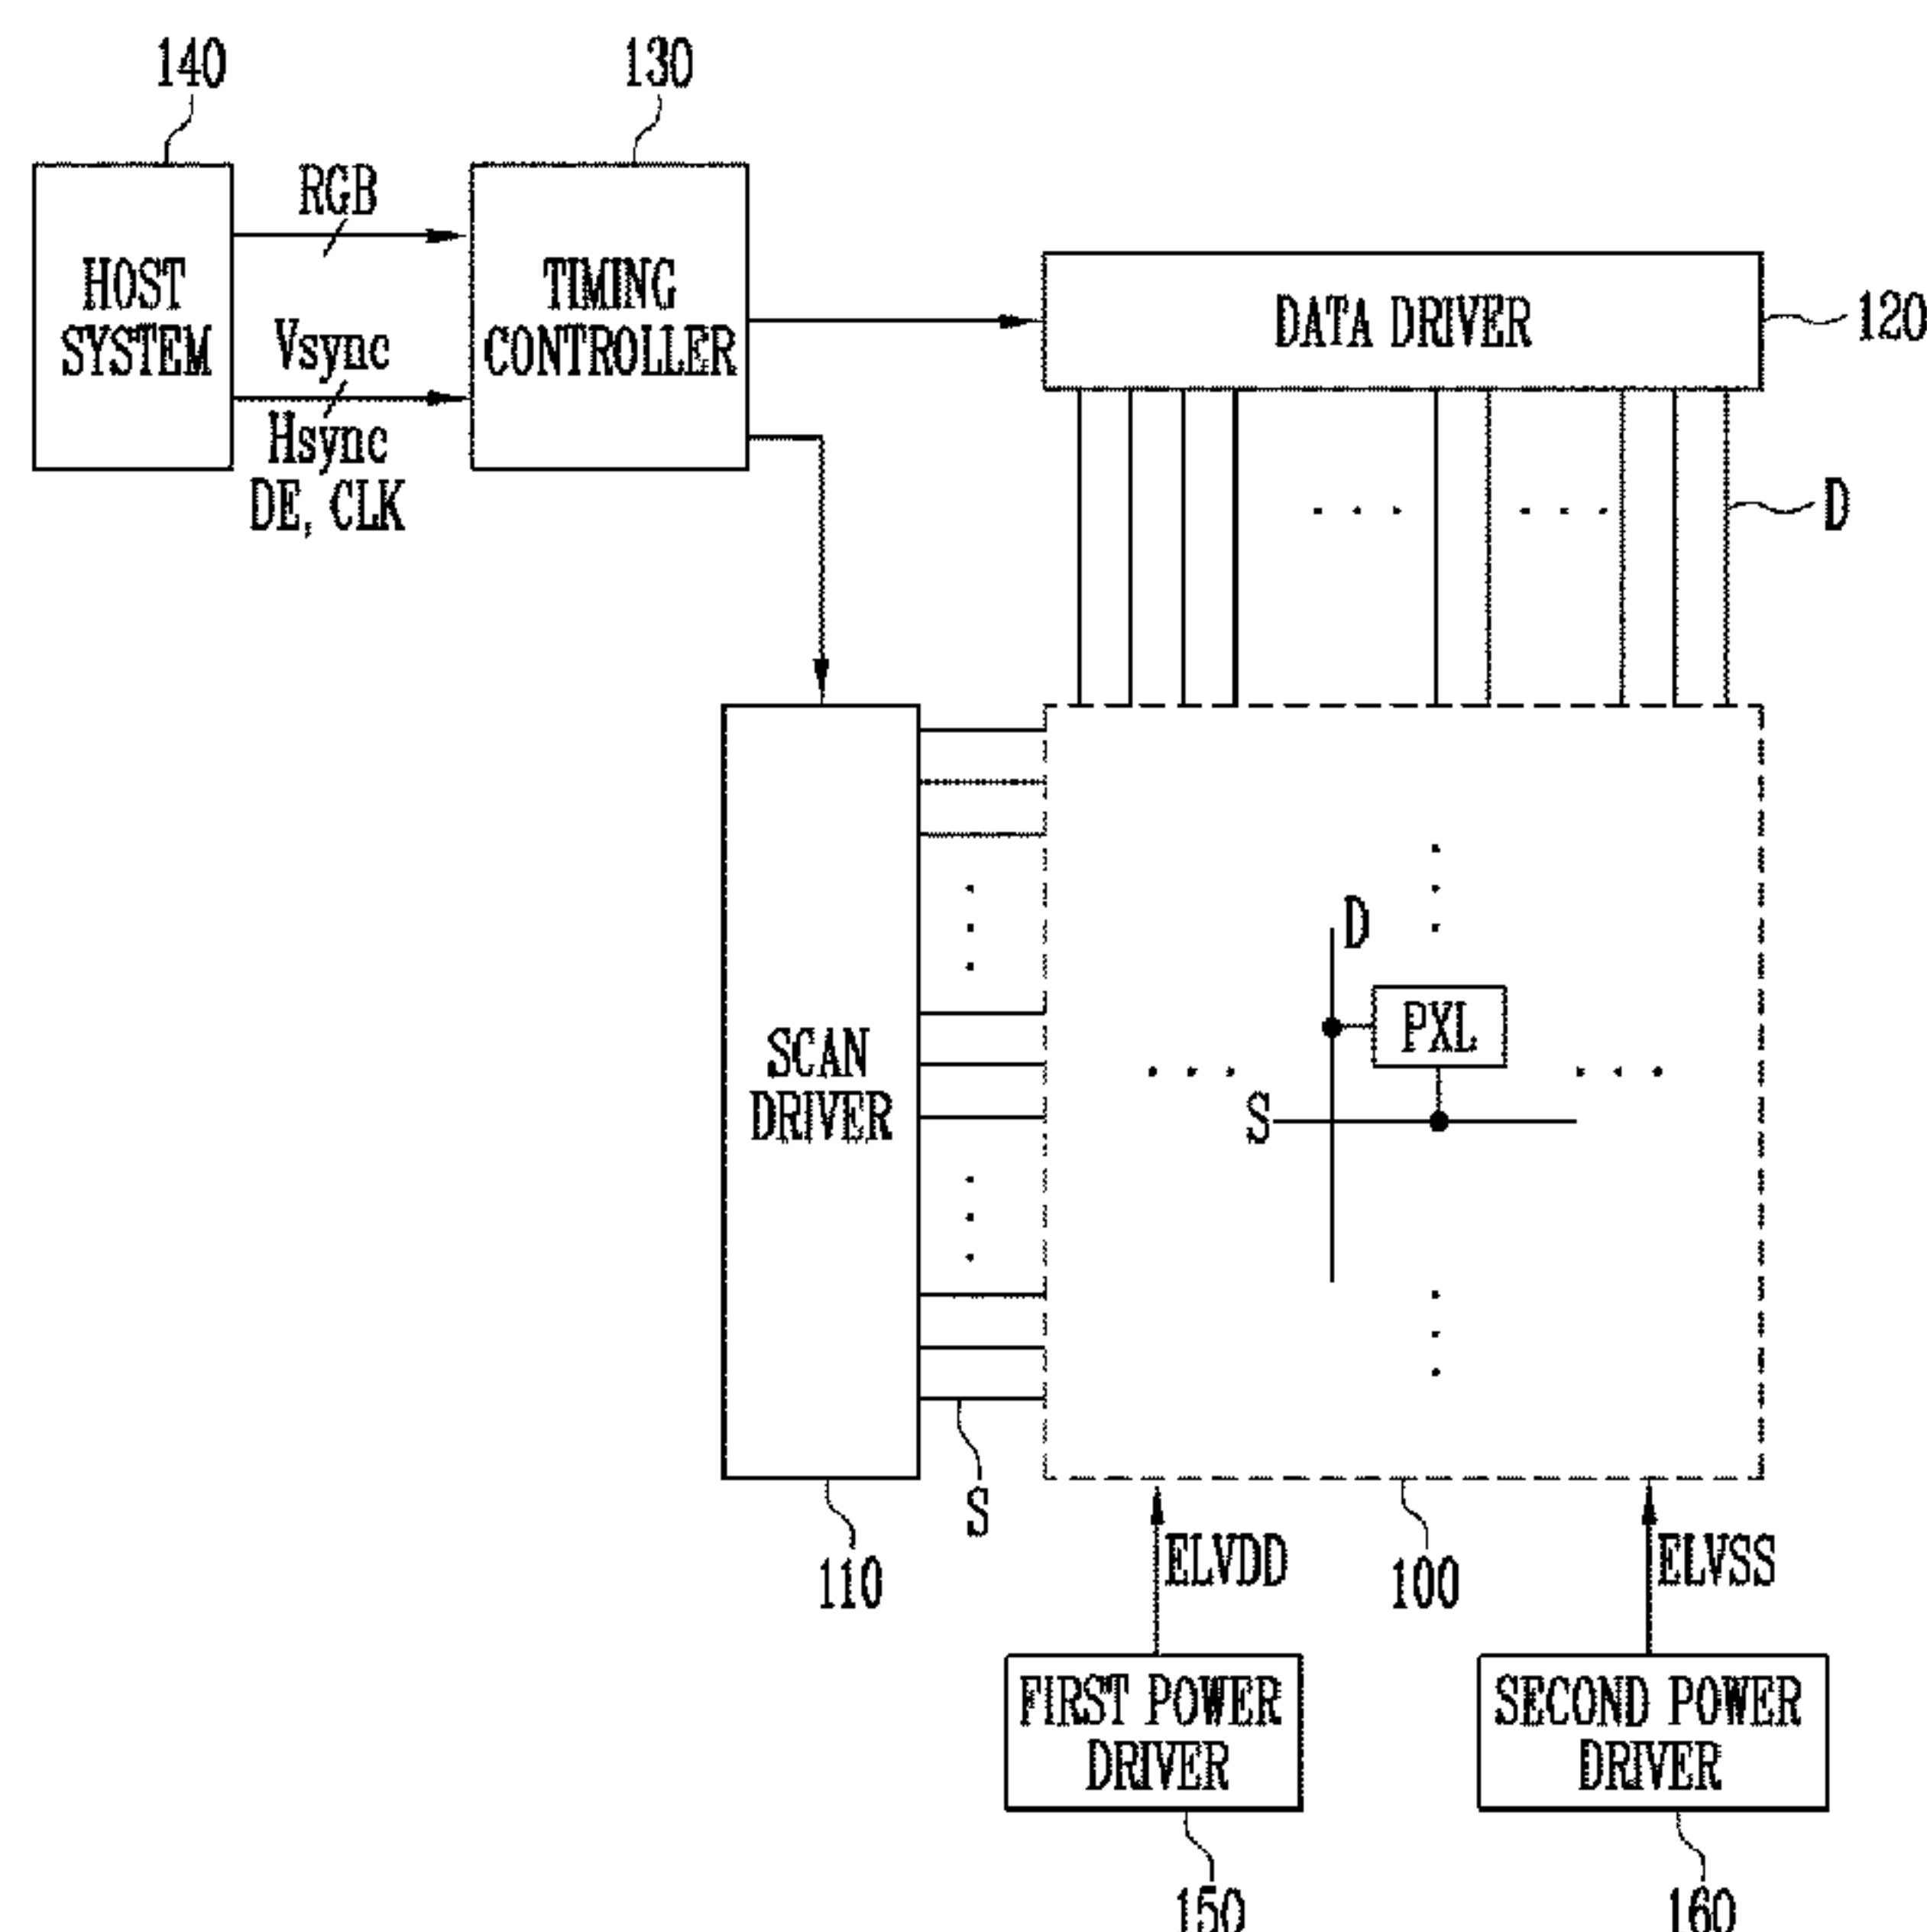 140
130
RGB
HOST
SYSTEM
Vsync
Hsync
DE, CLK
TIMING
CONTROLLER
DATA DRIVER
120
D
SCAN
DRIVER
D
PXL
S
S
110
ELVDD
100
ELVSS
FIRST POWER
DRIVER
SECOND POWER
DRIVER
150
160